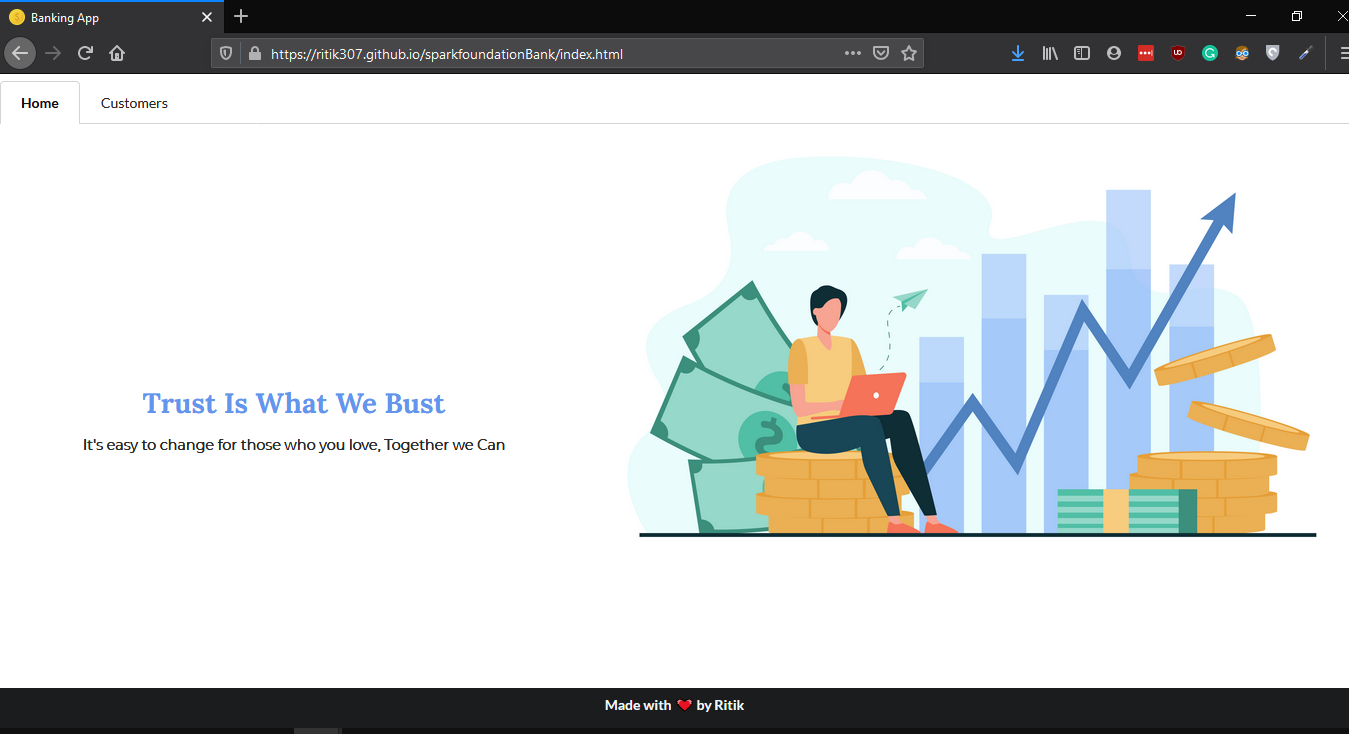 Banking App
https://ritik307.github.io/sparkfoundationBank/index.html
Home
Customers
Trust Is What We Bust
It's easy to change for those who you love, Together we Can
Made with ❤ by Ritik